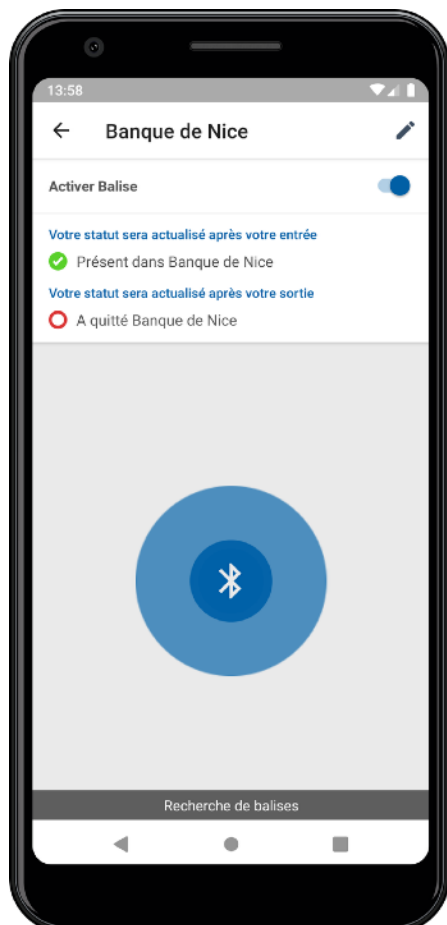 13:58
Banque de Nice
Activer Balise
Votre statut sera actualisé après votre entrée
Présent dans Banque de Nice
Votre statut sera actualisé après votre sortie
A quitté Banque de Nice
Recherche de balises